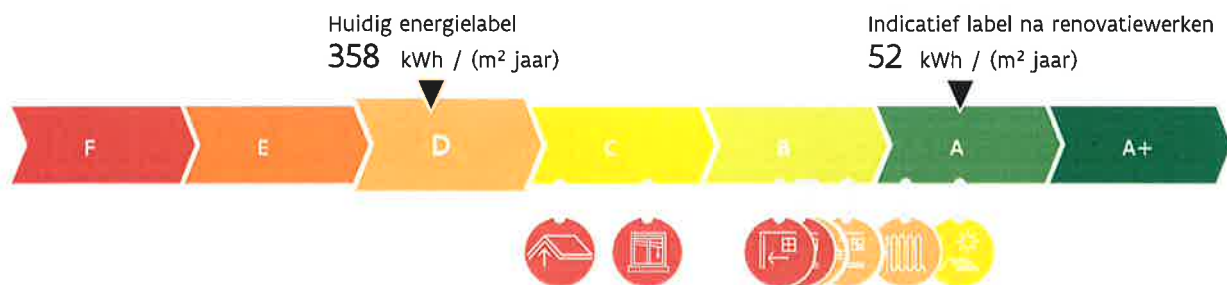 Huidig energielabel
358 kWh / (m² jaar)
Indicatief label na renovatiewerken
52 kWh / (m² jaar)
F
E
D
C
B
A
A+